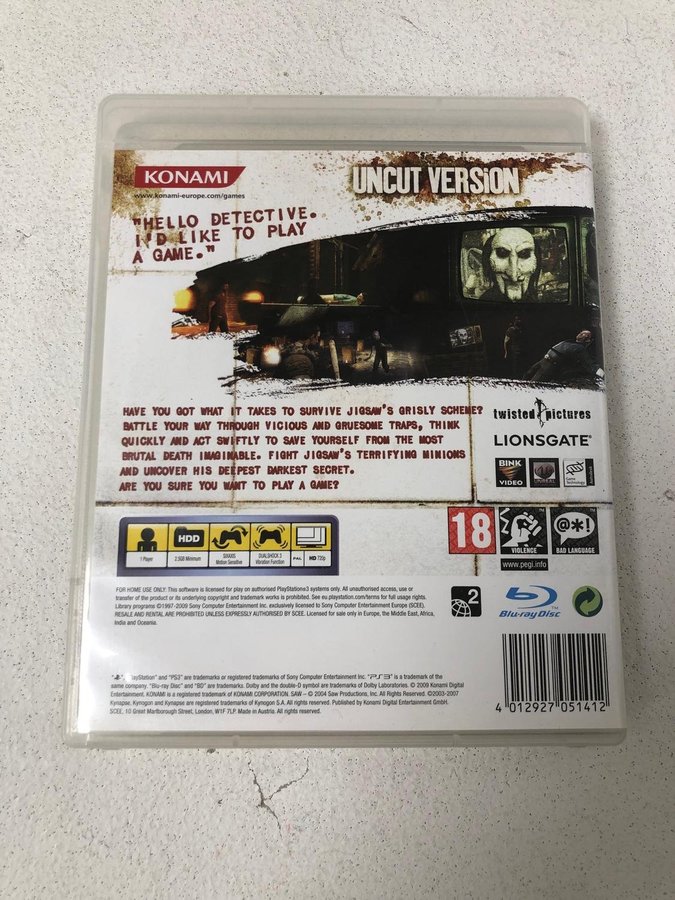 KONAMI
www.konami-europe.com/games
UNCUT VERSiON
"HELLO DETECTIVE.
I'D LIKE TO PLAY
A GAME."
HAVE YOU GOT WHAT IT TAKES TO SURVIVE JIGSAW'S GRISLY SCHEME?
BATTLE YOUR WAY THROUGH VICIOUS AND GRUESOME TRAPS, THINK
QUICKLY AND ACT SWIFTLY TO SAVE YOURSELF FROM THE MOST
BRUTAL DEATH IMAGINABLE. FIGHT JIGSAW'S TERRIFYING MINIONS
AND UNCOVER HIS DEEPEST DARKEST SECRET.
ARE YOU SURE YOU WANT TO PLAY A GAME?
twisted pictures
LIONSGATE
BINK
VIDEO
UNREAL
Game
Technology
Autodesk
1 Player
HDD
2.5GB Minimum
SIXAXIS
Motion Sensitive
DUALSHOCK 3
Vibration Function
PAL HD 720p
18
VIOLENCE
@*!
BAD LANGUAGE
www.pegi.info
FOR HOME USE ONLY. This software is licensed for play on authorised PlayStation3 systems only. All unauthorised access, use or
transfer of the product or its underlying copyright and trademark works is prohibited. See eu.playstation.com/terms for full usage rights.
Library programs ©1997-2009 Sony Computer Entertainment Inc. exclusively licensed to Sony Computer Entertainment Europe (SCEE).
RESALE AND RENTAL ARE PROHIBITED UNLESS EXPRESSLY AUTHORISED BY SCEE. Licensed for sale only in Europe, the Middle East, Africa,
India and Oceania.
2
Blu-ray Disc
PlayStation" and "PS3" are trademarks or registered trademarks of Sony Computer Entertainment Inc. "PS3" is a trademark of the
same company. "Blu-ray Disc" and "BD" are trademarks. Dolby and the double-D symbol are trademarks of Dolby Laboratories. © 2009 Konami Digital
Entertainment. KONAMI is a registered trademark of KONAMI CORPORATION. SAW – © 2004 Saw Productions, Inc. All Rights Reserved. ©2003-2007
Kynapse, Kynogon and Kynapse are registered trademarks of Kynogon S.A. All rights reserved. Published by Konami Digital Entertainment GmbH.
SCEE, 10 Great Marlborough Street, London, W1F 7LP. Made in Austria. All rights reserved.
4 012927 051412